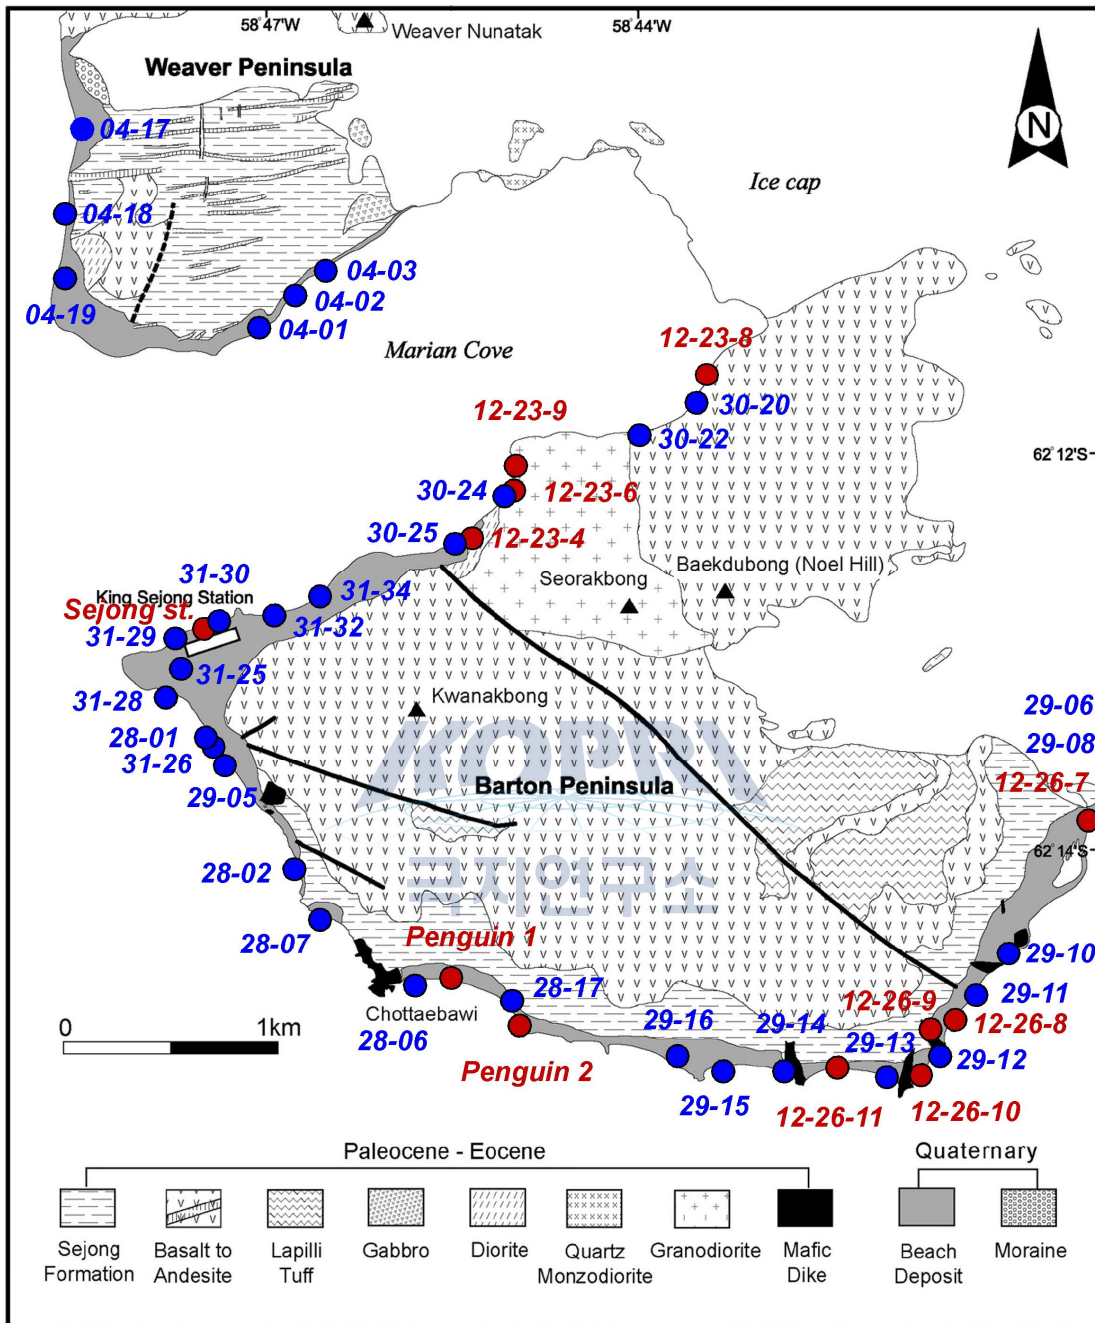 58°47'W
58°44'W
Weaver Nunatak
Weaver Peninsula
N
04-17
Ice cap
04-18
04-03
04-02
04-19
04-01
Marian Cove
12-23-8
12-23-9
30-20
30-22
62°12'S
30-24
12-23-6
30-25
12-23-4
Baekdubong (Noel Hill)
Seorakbong
31-30
31-34
King Sejong Station
Sejong st.
31-32
31-29
31-25
31-28
Kwanakbong
29-06
28-01
29-08
31-26
12-26-7
KOPRI
Barton Peninsula
29-05
62°14'S
28-02
극지연구소
28-07
Penguin 1
29-10
28-17
29-11
Chottaebawi
12-26-9
12-26-8
0
1km
28-06
29-16
29-14
29-13
29-12
Penguin 2
29-15
12-26-11
12-26-10
Paleocene - Eocene
Quaternary
Sejong
Formation
Basalt to
Andesite
Lapilli
Tuff
Gabbro
Diorite
Quartz
Monzodiorite
Granodiorite
Mafic
Dike
Beach
Deposit
Moraine